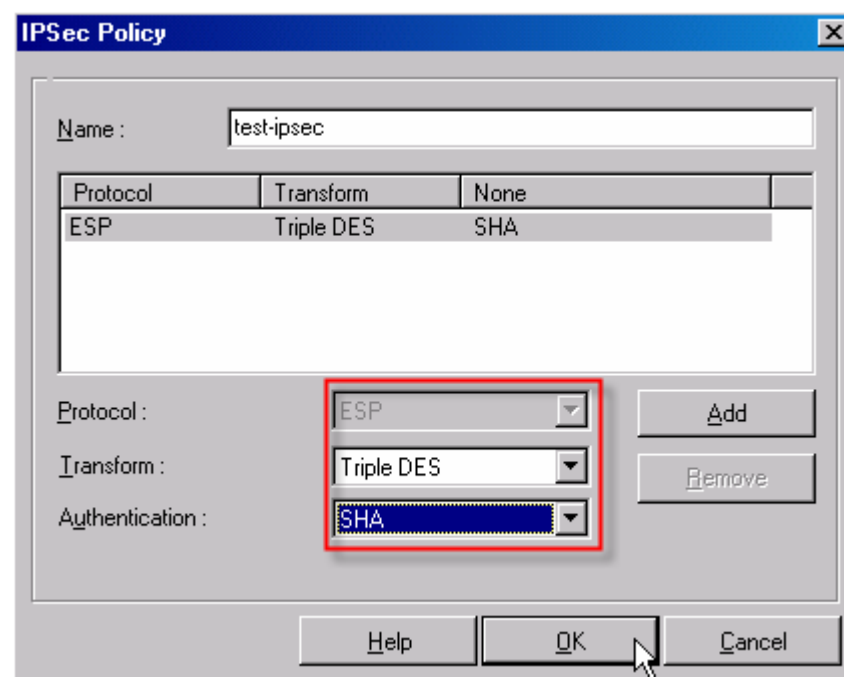 IPSec Policy
Name : test-ipsec
Protocol Transform None
ESP Triple DES SHA
Protocol : ESP
Add
Transform : Triple DES
Remove
Authentication : SHA
Help OK Cancel